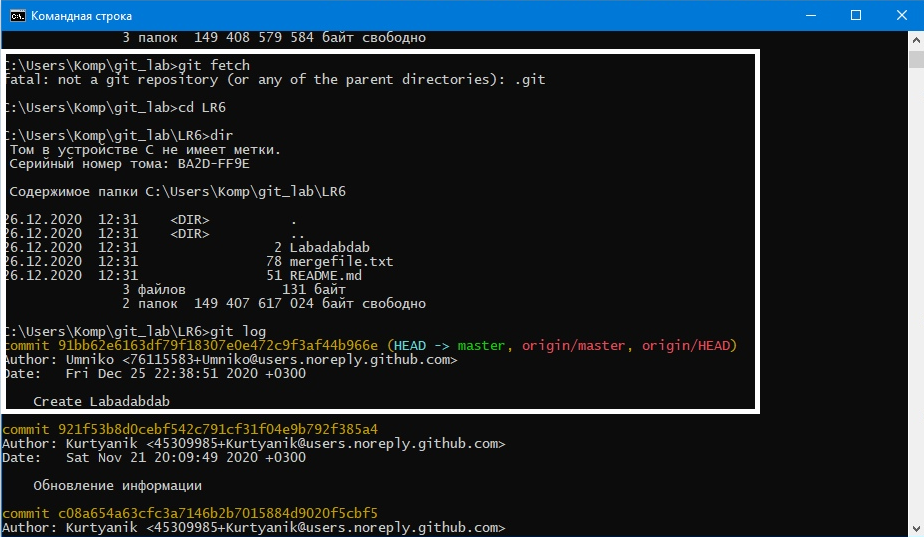 Командная строка
3 папок  149 408 579 584 байт свободно
C:\Users\Komp\git_lab>git fetch
fatal: not a git repository (or any of the parent directories): .git
C:\Users\Komp\git_lab>cd LR6
C:\Users\Komp\git_lab\LR6>dir
Том в устройстве C не имеет метки.
Серийный номер тома: BA2D-FF9E
Содержимое папки C:\Users\Komp\git_lab\LR6
26.12.2020  12:31    <DIR>          .
26.12.2020  12:31    <DIR>          ..
26.12.2020  12:31                 2 Labadabdab
26.12.2020  12:31                78 mergefile.txt
26.12.2020  12:31                51 README.md
3 файлов            131 байт
2 папок  149 407 617 024 байт свободно
C:\Users\Komp\git_lab\LR6>git log
commit 91bb62e6163df79f18307e0e472c9f3af44b966e (HEAD -> master, origin/master, origin/HEAD)
Author: Umniko <76115583+Umniko@users.noreply.github.com>
Date:   Fri Dec 25 22:38:51 2020 +0300
Create Labadabdab
commit 921f53b8d0cebf542c791cf31f04e9b792f385a4
Author: Kurtyanik <45309985+Kurtyanik@users.noreply.github.com>
Date:   Sat Nov 21 20:09:49 2020 +0300
Обновление информации
commit c08a654a63cfc3a7146b2b7015884d9020f5cbf5
Author: Kurtyanik <45309985+Kurtyanik@users.noreply.github.com>